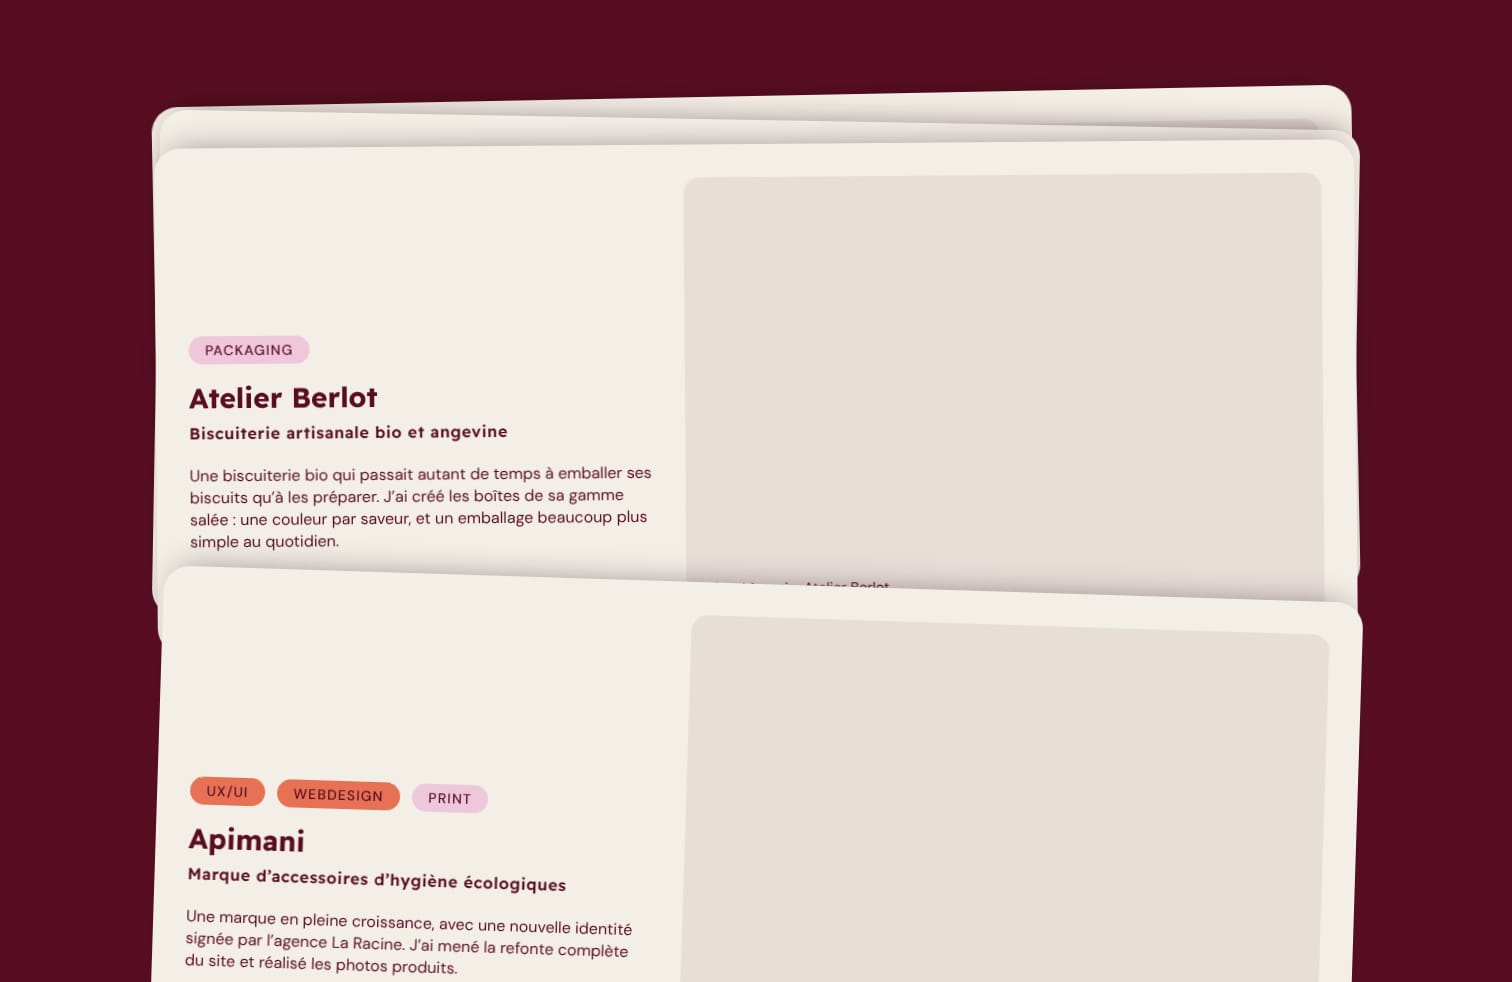 PACKAGING
Atelier Berlot
Biscuiterie artisanale bio et angevine
Une biscuiterie bio qui passait autant de temps à emballer ses
biscuits qu’à les préparer. J’ai créé les boîtes de sa gamme
salée : une couleur par saveur, et un emballage beaucoup plus
simple au quotidien.
Atelier Berlot
UX/UI
WEBDESIGN
PRINT
Apimani
Marque d’accessoires d’hygiène écologiques
Une marque en pleine croissance, avec une nouvelle identité
signée par l’agence La Racine. J’ai mené la refonte complète
du site et réalisé les photos produits.